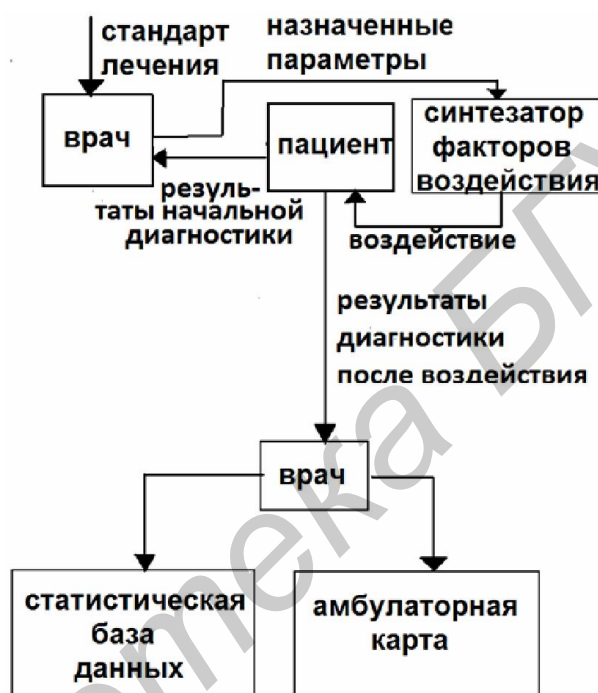 стандарт
лечения
назначенные
параметры
врач
пациент
синтезатор
факторов
воздействия
резуль-
таты начальной
диагностики
воздействие
результаты
диагностики
после воздействия
врач
статистическая
база
данных
амбулаторная
карта